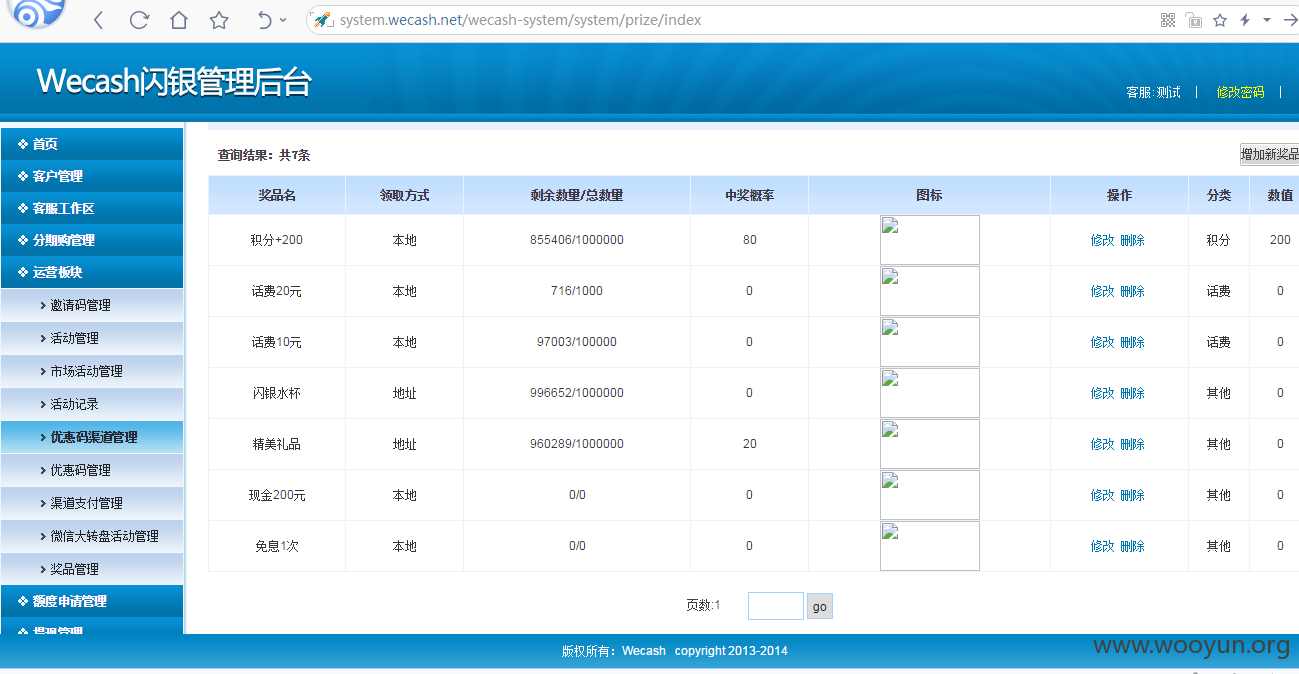 system.wecash.net/wecash-system/system/prize/index
Wecash闪银管理后台
客服:测试 | 修改密码 |
首页
客户管理
客服工作区
分期购管理
运营板块
邀请码管理
活动管理
市场活动管理
活动记录
优惠码渠道管理
优惠码管理
渠道支付管理
微信大转盘活动管理
奖品管理
额度申请管理
提现管理
查询结果：共7条
增加新奖品
奖品名 领取方式 剩余数量/总数量 中奖概率 图标 操作 分类 数值
积分+200 本地 855406/1000000 80 修改 删除 积分 200
话费20元 本地 716/1000 0 修改 删除 话费 0
话费10元 本地 97003/100000 0 修改 删除 话费 0
闪银水杯 地址 996652/1000000 0 修改 删除 其他 0
精美礼品 地址 960289/1000000 20 修改 删除 其他 0
现金200元 本地 0/0 0 修改 删除 其他 0
免息1次 本地 0/0 0 修改 删除 其他 0
页数:1 go
版权所有：Wecash copyright 2013-2014
www.wooyun.org